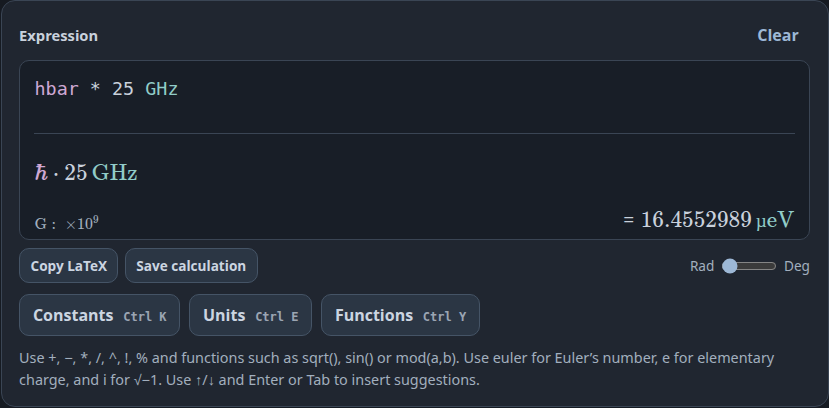 Expression
Clear
hbar * 25 GHz
ℏ · 25 GHz
G : ×10⁹
= 16.4552989 μeV
Copy LaTeX
Save calculation
Rad
Deg
Constants Ctrl K
Units Ctrl E
Functions Ctrl Y
Use +, −, *, /, ^, !, % and functions such as sqrt(), sin() or mod(a,b). Use euler for Euler’s number, e for elementary
charge, and i for √−1. Use ↑/↓ and Enter or Tab to insert suggestions.